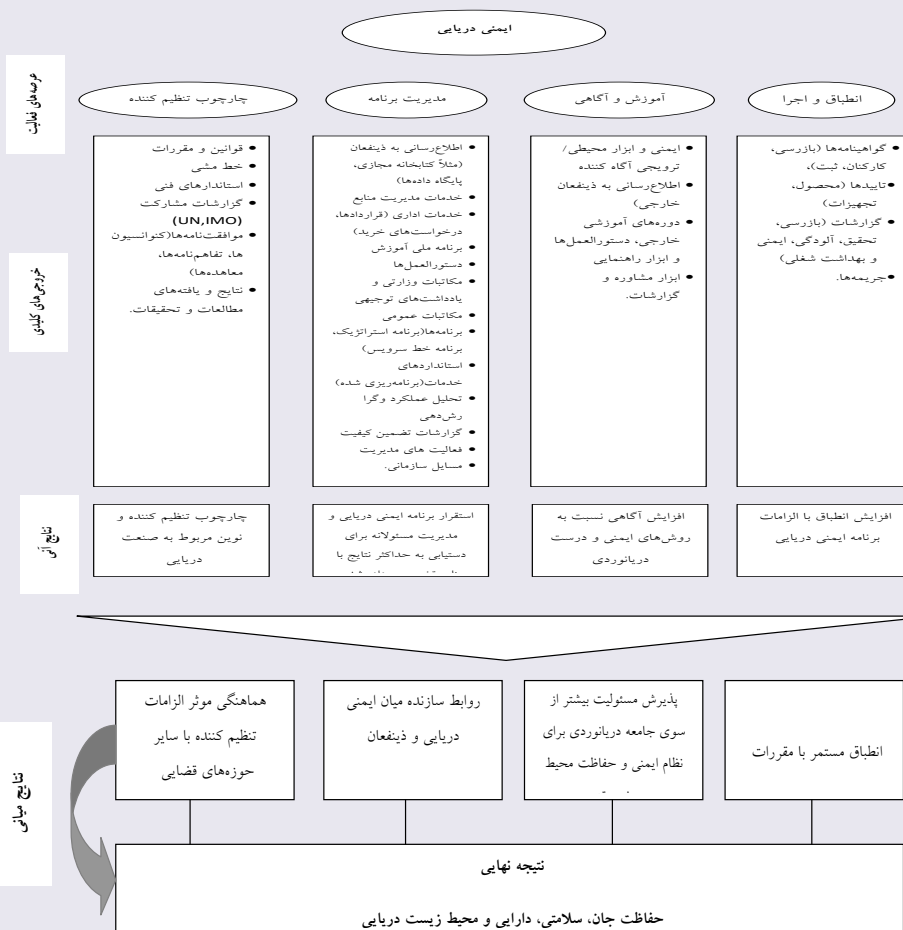 ایمنی دریایی
عرصه‌های فعالیت
انطباق و اجرا
آموزش و آگاهی
مدیریت برنامه
چارچوب تنظیم کننده
خروجی‌های کلیدی
• گواهینامه‌ها (بازرسی،
کارکنان، ثبت)،
• تاییدها (محصول،
تجهیزات)
• گزارشات (بازرسی،
تحقیق، آلودگی، ایمنی
و بهداشت شغلی)
• جریمه‌ها.
• ایمنی و ابزار محیطی/
ترویجی آگاه کننده
• اطلاع‌رسانی به ذینفعان
خارجی)
• دوره‌های آموزشی
خارجی، دستورالعمل‌ها
و ابزار راهنمایی
• ابزار مشاوره و
گزارشات.
• اطلاع‌رسانی به ذینفعان
(مثلاً کتابخانه مجازی،
پایگاه داده‌ها)
• خدمات مدیریت منابع
• خدمات اداری (قراردادها،
درخواست‌های خرید)
• برنامه ملی آموزش
• دستورالعمل‌ها
• مکاتبات وزارتی و
یادداشت‌های توجیهی
• مکاتبات عمومی
• برنامه‌ها(برنامه استراتژیک،
برنامه خط سرویس)
• استانداردهای
خدمات(برنامه‌ریزی شده)
• تحلیل عملکرد وگزا
رش‌دهی
• گزارشات تضمین کیفیت
• فعالیت های مدیریت
• مسایل سازمانی.
• قوانین و مقررات
• خط مشی
• استاندارهای فنی
• گزارشات مشارکت
(UN,IMO)
• موافقت‌نامه‌ها(کنوانسیون
ها، تفاهم‌نامه‌ها،
معاهده‌ها)
• نتایج و یافته‌های
مطالعات و تحقیقات.
نتایج آنی
افزایش انطباق با الزامات
برنامه ایمنی دریایی
افزایش آگاهی نسبت به
روش‌های ایمنی و درست
دریانوردی
استقرار برنامه ایمنی دریایی و
مدیریت مسئولانه برای
دستیابی به حداکثر نتایج با
چارچوب تنظیم کننده و
نوین مربوط به صنعت
دریایی
نتایج میانی
انطباق مستمر با مقررات
پذیرش مسئولیت بیشتر از
سوی جامعه دریانوردی برای
نظام ایمنی و حفاظت محیط
روابط سازنده میان ایمنی
دریایی و ذینفعان
هماهنگی موثر الزامات
تنظیم کننده با سایر
حوزه‌های قضایی
نتیجه نهایی
حفاظت جان، سلامتی، دارایی و محیط زیست دریایی